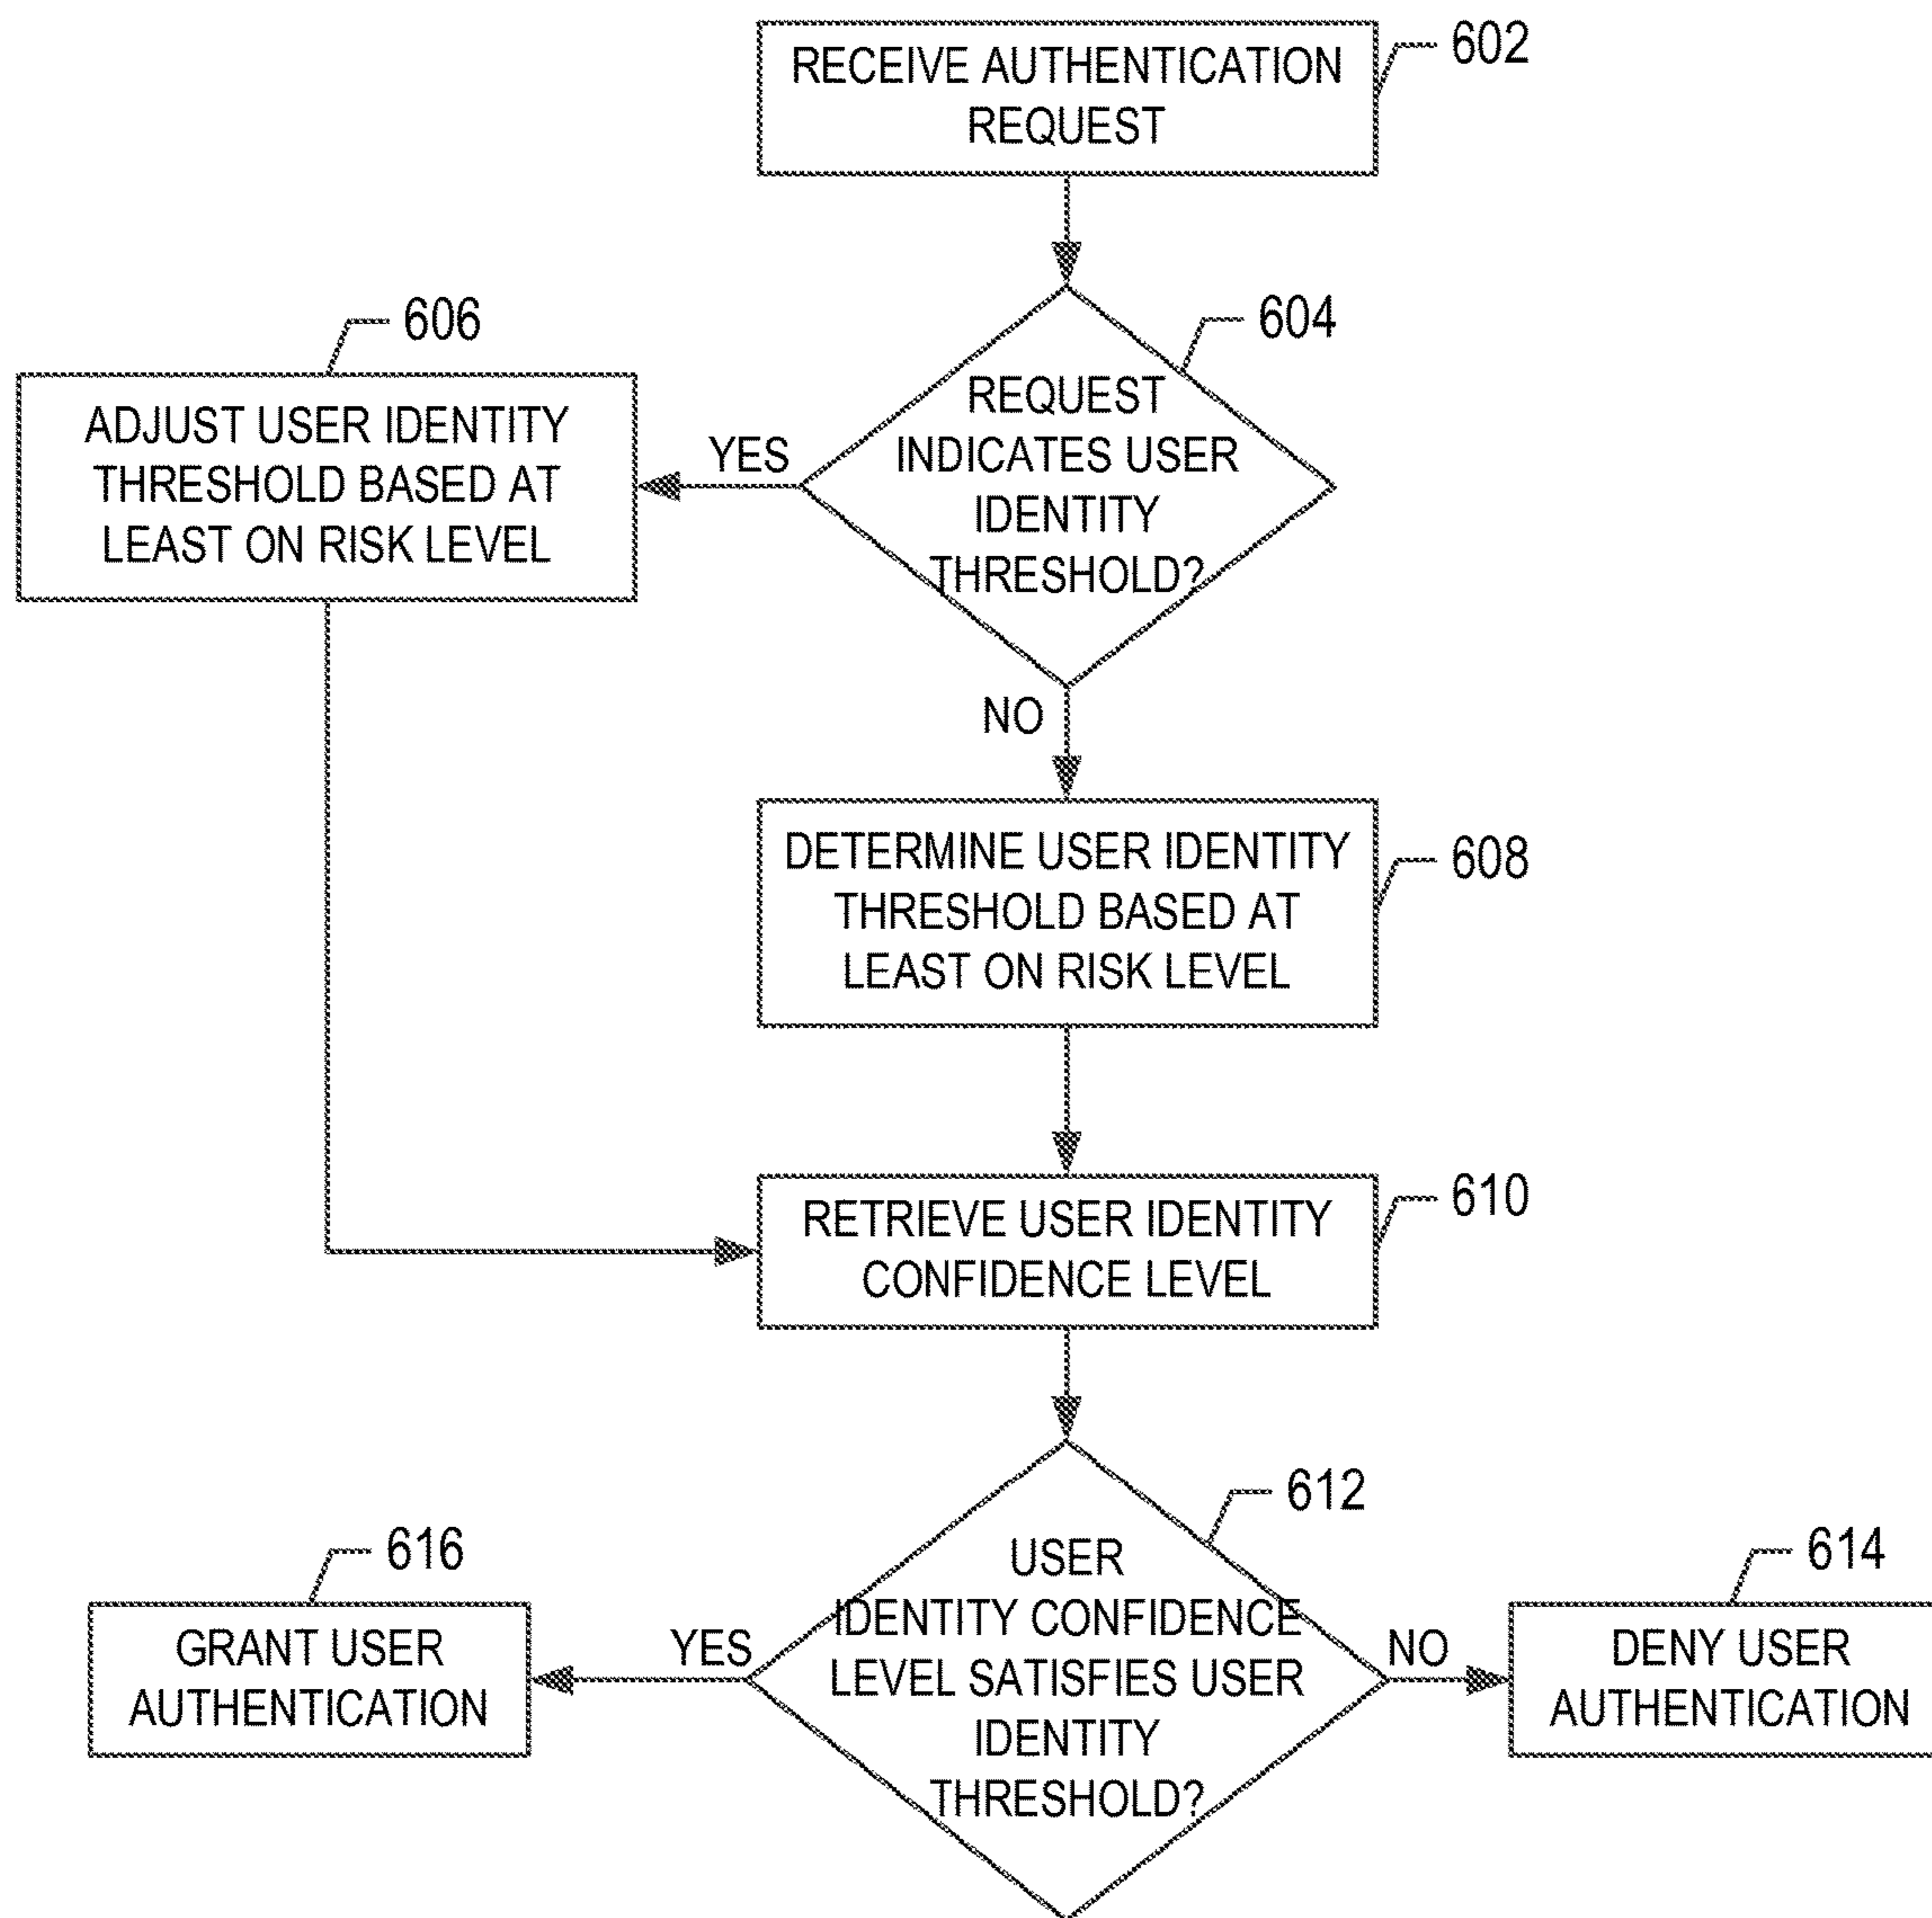 RECEIVE AUTHENTICATION
REQUEST
602
604
REQUEST
INDICATES USER
IDENTITY
THRESHOLD?
YES
606
ADJUST USER IDENTITY
THRESHOLD BASED AT
LEAST ON RISK LEVEL
NO
DETERMINE USER IDENTITY
THRESHOLD BASED AT
LEAST ON RISK LEVEL
608
RETRIEVE USER IDENTITY
CONFIDENCE LEVEL
610
612
USER
IDENTITY CONFIDENCE
LEVEL SATISFIES USER
IDENTITY
THRESHOLD?
YES
616
GRANT USER
AUTHENTICATION
NO
614
DENY USER
AUTHENTICATION